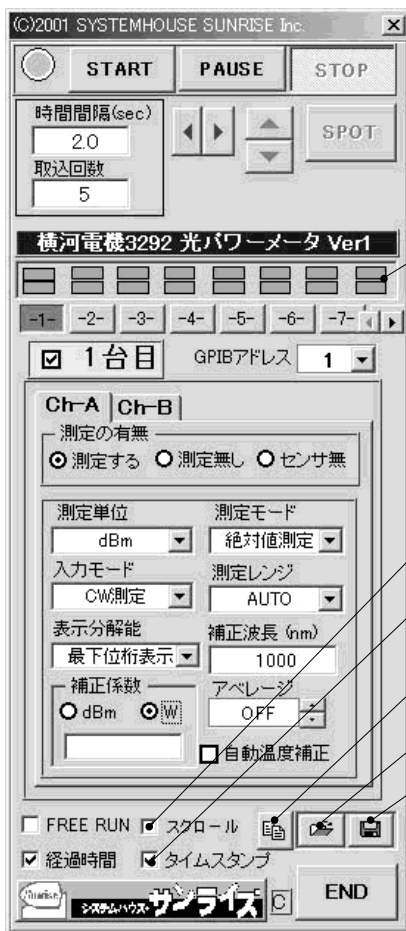 (C)2001 SYSTEMHOUSE SUNRISE Inc.
START PAUSE STOP
時間間隔(sec)
2.0
取込回数
5
SPOT
横河電機3292 光パワーメータ Ver1
-1- -2- -3- -4- -5- -6- -7-
1台目 GPIBアドレス 1
Ch-A Ch-B
測定の有無
測定する 測定無し センサ無
測定単位 測定モード
dBm 絶対値測定
入力モード 測定レンジ
CW測定 AUTO
表示分解能 補正波長 (nm)
最下位桁表示 1000
補正係数 アベレージ
dBm W OFF
自動温度補正
FREE RUN スクロール
経過時間 タイムスタンプ
Sunrise システムハウス・サンライズ C END